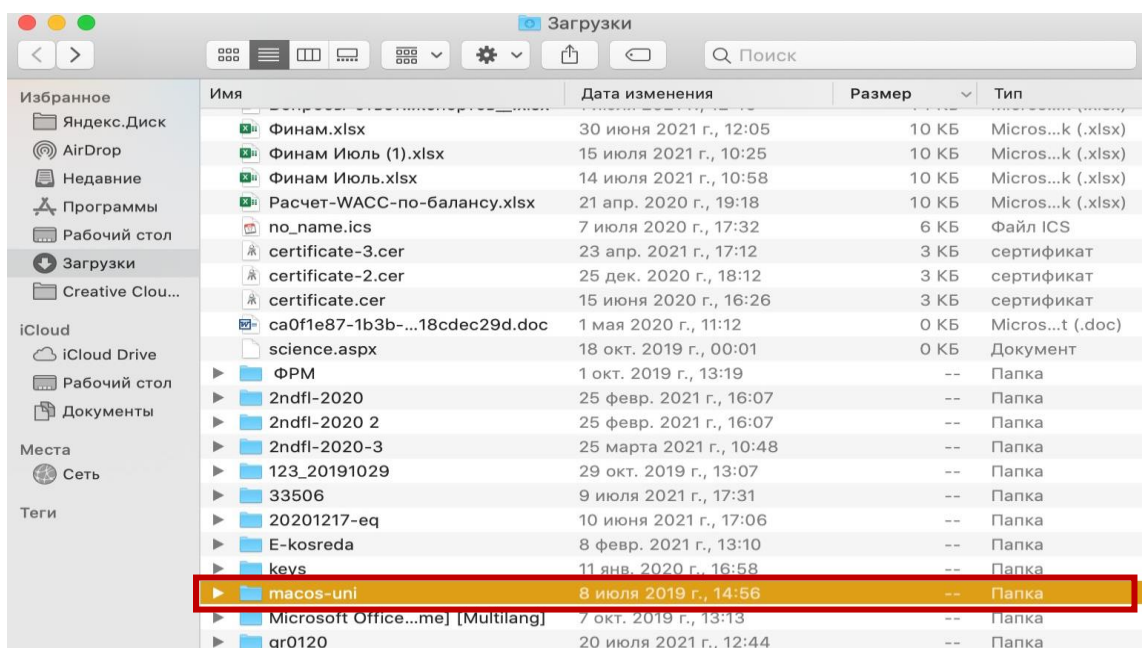 Загрузки
Поиск
Избранное
Яндекс.Диск
AirDrop
Недавние
Программы
Рабочий стол
Загрузки
Creative Clou...
iCloud
iCloud Drive
Рабочий стол
Документы
Места
Сеть
Теги
Имя Дата изменения Размер Тип
Финам.xlsx 30 июня 2021 г., 12:05 10 КБ Micros...k (.xlsx)
Финам Июль (1).xlsx 15 июля 2021 г., 10:25 10 КБ Micros...k (.xlsx)
Финам Июль.xlsx 14 июля 2021 г., 10:58 10 КБ Micros...k (.xlsx)
Расчет-WACC-по-балансу.xlsx 21 апр. 2020 г., 19:18 10 КБ Micros...k (.xlsx)
no_name.ics 7 июля 2020 г., 17:32 6 КБ Файл ICS
certificate-3.cer 23 апр. 2021 г., 17:12 3 КБ сертификат
certificate-2.cer 25 дек. 2020 г., 18:12 3 КБ сертификат
certificate.cer 15 июня 2020 г., 16:26 3 КБ сертификат
ca0f1e87-1b3b-...18cdec29d.doc 1 мая 2020 г., 11:12 0 КБ Micros...t (.doc)
science.aspx 18 окт. 2019 г., 00:01 0 КБ Документ
ФРМ 1 окт. 2019 г., 13:19 -- Папка
2ndfl-2020 25 февр. 2021 г., 16:07 -- Папка
2ndfl-2020 2 25 февр. 2021 г., 16:07 -- Папка
2ndfl-2020-3 25 марта 2021 г., 10:48 -- Папка
123_20191029 29 окт. 2019 г., 13:07 -- Папка
33506 9 июля 2021 г., 17:31 -- Папка
20201217-eq 10 июня 2021 г., 17:06 -- Папка
E-kosreda 8 февр. 2021 г., 13:10 -- Папка
keys 11 янв. 2020 г., 16:58 -- Папка
macos-uni 8 июля 2019 г., 14:56 -- Папка
Microsoft Office...me] [Multilang] 7 окт. 2019 г., 13:13 -- Папка
gr0120 20 июля 2021 г., 12:44 -- Папка